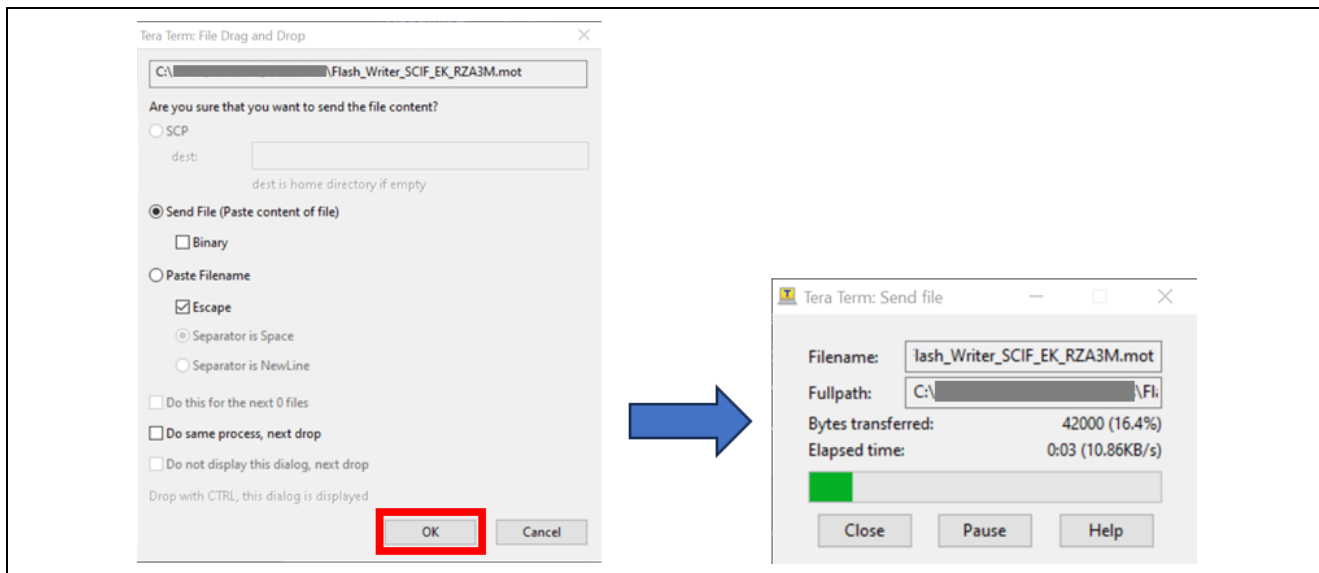 Tera Term: File Drag and Drop
C:\ \Flash_Writer_SCIF_EK_RZA3M.mot
Are you sure that you want to send the file content?
SCP
dest:
dest is home directory if empty
Send File (Paste content of file)
Binary
Paste Filename
Escape
Separator is Space
Separator is NewLine
Do this for the next 0 files
Do same process, next drop
Do not display this dialog, next drop
Drop with CTRL, this dialog is displayed
OK Cancel
Tera Term: Send file
Filename: lash_Writer_SCIF_EK_RZA3M.mot
Fullpath: C:\ \Fl
Bytes transferred: 42000 (16.4%)
Elapsed time: 0:03 (10.86KB/s)
Close Pause Help